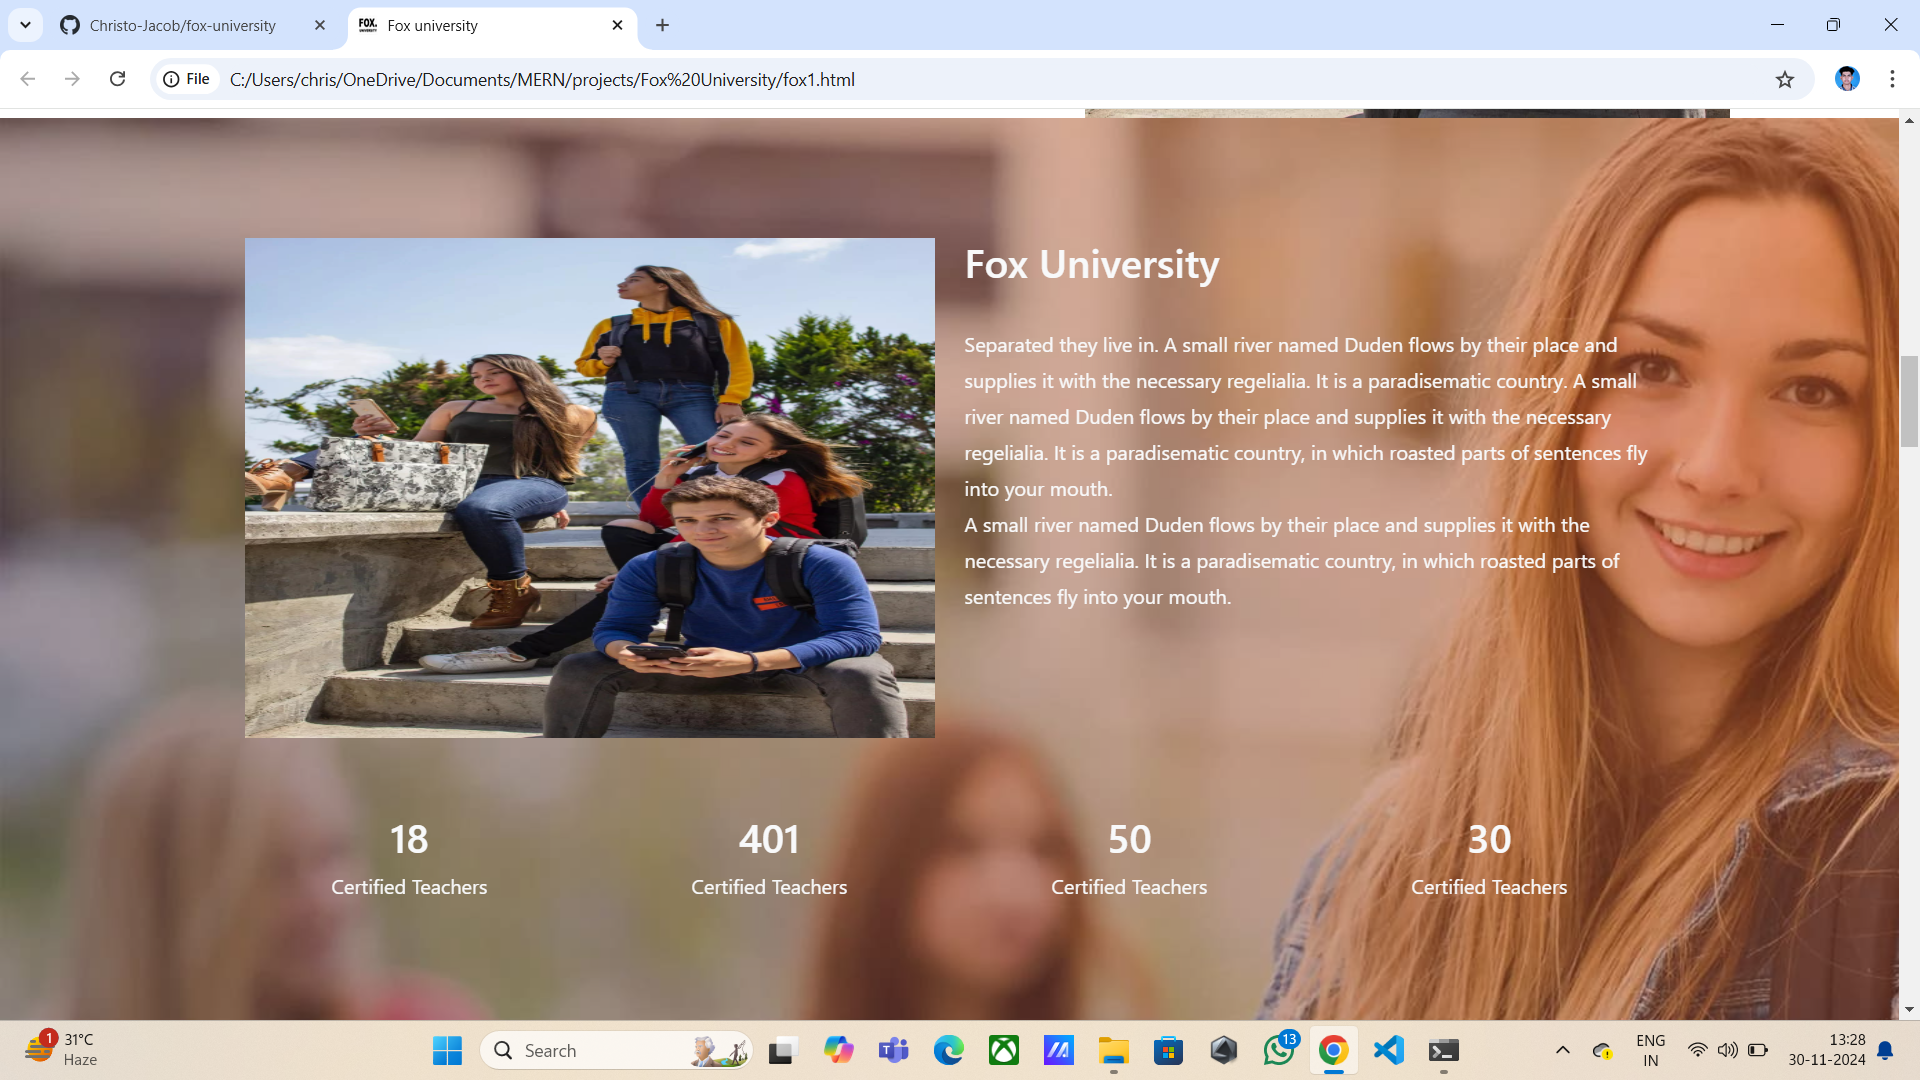 Christo-Jacob/fox-university
FOX.
UNIVERSITY
Fox university
File
C:/Users/chris/OneDrive/Documents/MERN/projects/Fox%20University/fox1.html
Fox University
Separated they live in. A small river named Duden flows by their place and
supplies it with the necessary regelialia. It is a paradisematic country. A small
river named Duden flows by their place and supplies it with the necessary
regelialia. It is a paradisematic country, in which roasted parts of sentences fly
into your mouth.
A small river named Duden flows by their place and supplies it with the
necessary regelialia. It is a paradisematic country, in which roasted parts of
sentences fly into your mouth.
18
Certified Teachers
401
Certified Teachers
50
Certified Teachers
30
Certified Teachers
1
31°C
Haze
Search
13
ENG
IN
13:28
30-11-2024